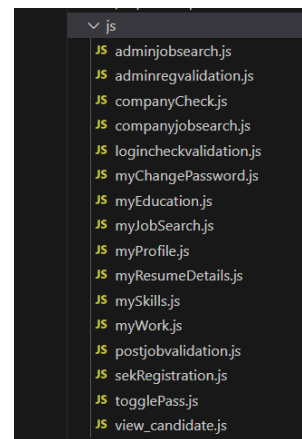 js
JS adminjobsearch.js
JS adminregvalidation.js
JS companyCheck.js
JS companyjobsearch.js
JS logincheckvalidation.js
JS myChangePassword.js
JS myEducation.js
JS myJobSearch.js
JS myProfile.js
JS myResumeDetails.js
JS mySkills.js
JS myWork.js
JS postjobvalidation.js
JS sekRegistration.js
JS togglePass.js
JS view_candidate.js